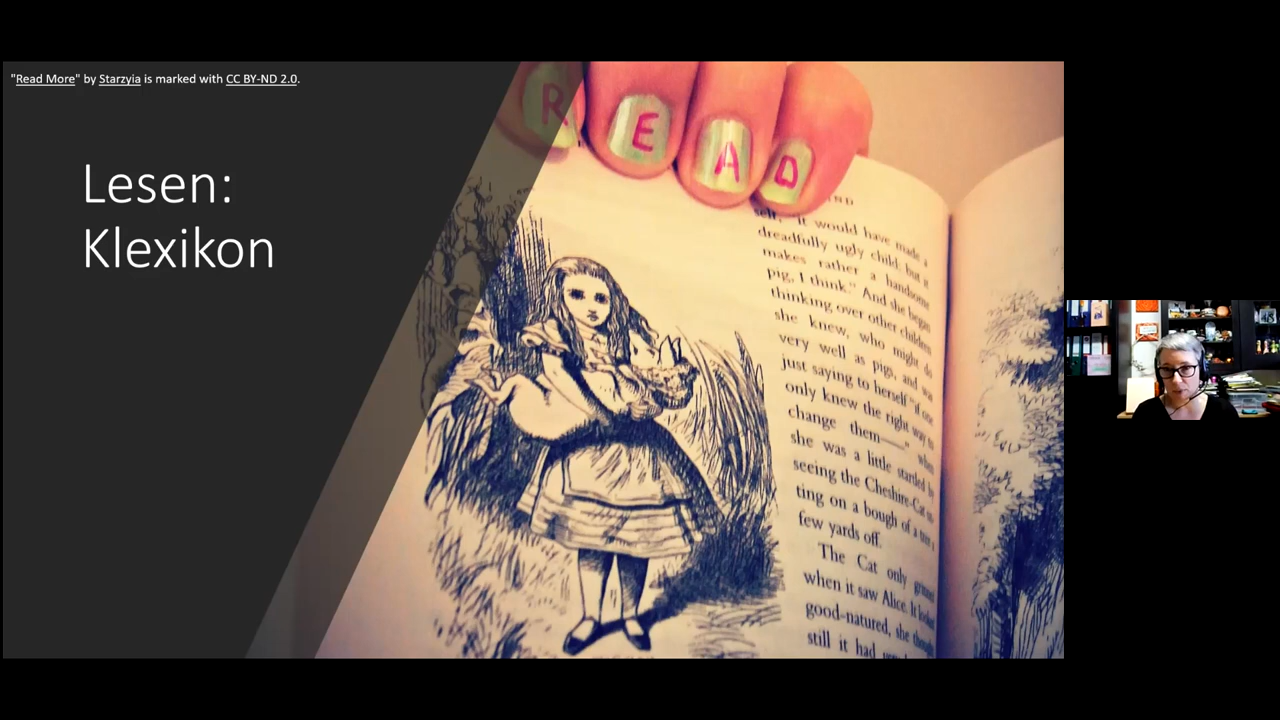 "Read More" by Starzyia is marked with CC BY-ND 2.0.
Lesen:
Klexikon
R E A D
self, "it would have made a
dreadfully ugly child: but it
makes rather a handsome
pig, I think." And she began
thinking over other children
she knew, who might do
very well as pigs, and was
just saying to herself "if one
only knew the right way to
change them——" when
she was a little startled by
seeing the Cheshire-Cat
ting on a bough of a tree a
few yards off.
The Cat only
when it saw Alice. It looked
good-natured, she
still it had